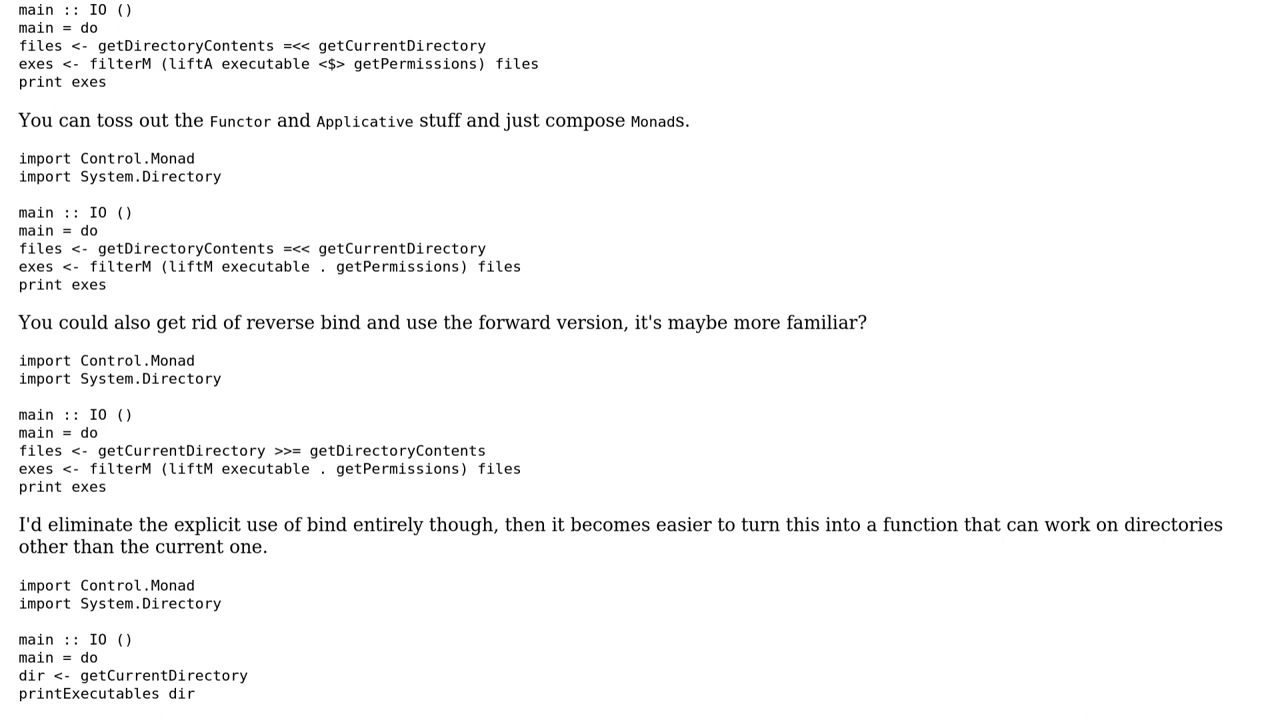 main :: IO ()
main = do
files <- getDirectoryContents =<< getCurrentDirectory
exes <- filterM (liftA executable <$> getPermissions) files
print exes
You can toss out the Functor and Applicative stuff and just compose Monads.
import Control.Monad
import System.Directory
main :: IO ()
main = do
files <- getDirectoryContents =<< getCurrentDirectory
exes <- filterM (liftM executable . getPermissions) files
print exes
You could also get rid of reverse bind and use the forward version, it's maybe more familiar?
import Control.Monad
import System.Directory
main :: IO ()
main = do
files <- getCurrentDirectory >>= getDirectoryContents
exes <- filterM (liftM executable . getPermissions) files
print exes
I'd eliminate the explicit use of bind entirely though, then it becomes easier to turn this into a function that can work on directories
other than the current one.
import Control.Monad
import System.Directory
main :: IO ()
main = do
dir <- getCurrentDirectory
printExecutables dir